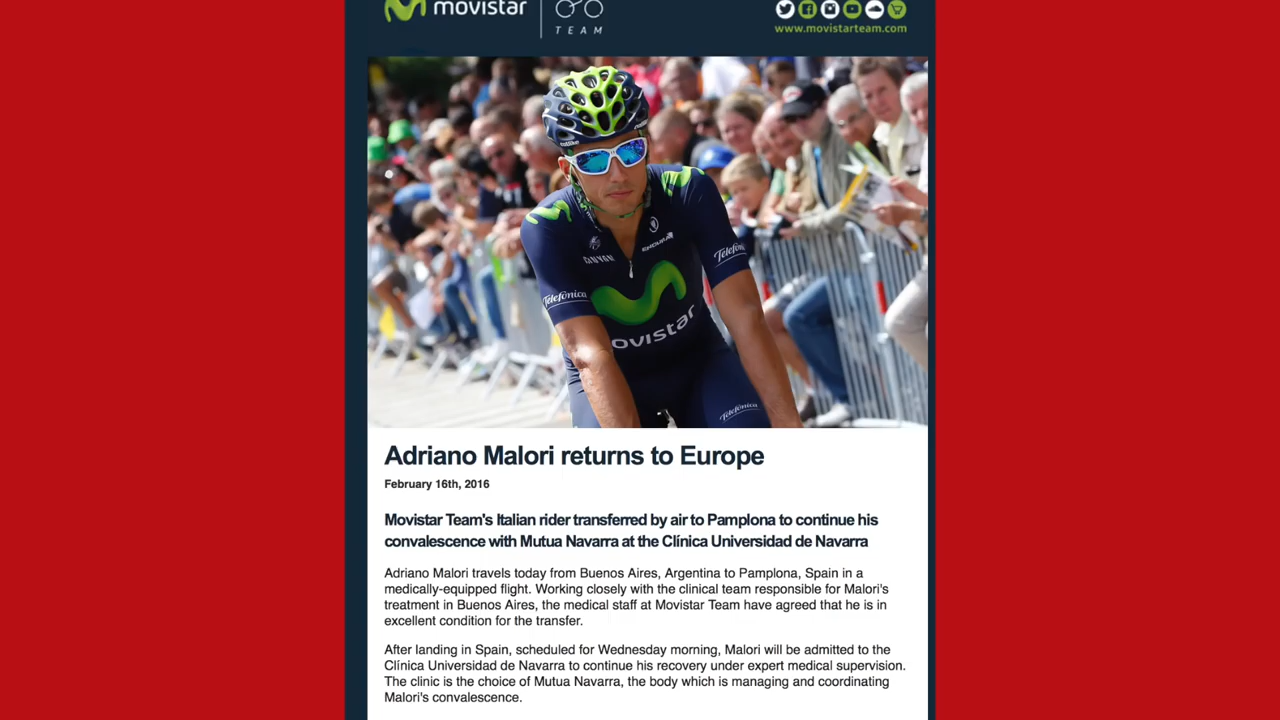 movistar
TEAM
www.movistarteam.com
CANYON
ENDURA
Telefónica
Telefónica
movistar
Telefónica
Adriano Malori returns to Europe
February 16th, 2016
Movistar Team's Italian rider transferred by air to Pamplona to continue his
convalescence with Mutua Navarra at the Clínica Universidad de Navarra
Adriano Malori travels today from Buenos Aires, Argentina to Pamplona, Spain in a
medically-equipped flight. Working closely with the clinical team responsible for Malori's
treatment in Buenos Aires, the medical staff at Movistar Team have agreed that he is in
excellent condition for the transfer.
After landing in Spain, scheduled for Wednesday morning, Malori will be admitted to the
Clínica Universidad de Navarra to continue his recovery under expert medical supervision.
The clinic is the choice of Mutua Navarra, the body which is managing and coordinating
Malori's convalescence.